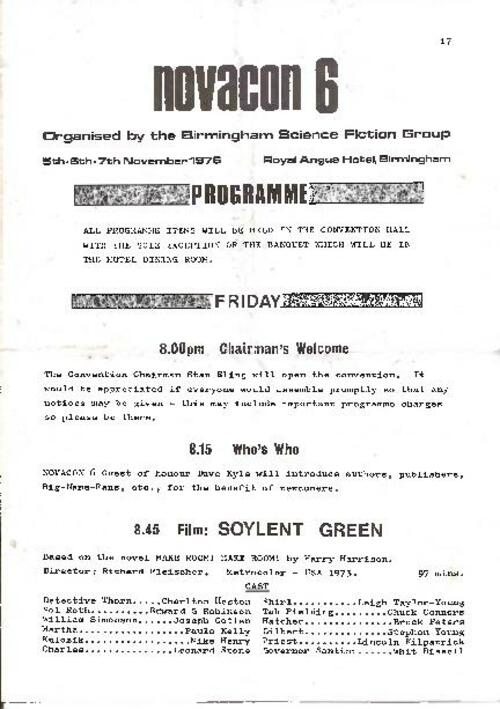 17
novacon 6
Organised by the Birmingham Science Fiction Group
5th·6th·7th November 1976 Royal Angus Hotel, Birmingham
PROGRAMME
ALL PROGRAMME ITEMS WILL BE HELD IN THE CONVENTION HALL
WITH THE SOLE EXCEPTION OF THE BANQUET WHICH WILL BE IN
THE HOTEL DINING ROOM.
FRIDAY
8.00pm Chairman's Welcome
The Convention Chairman Stan Eling will open the convention. It
would be appreciated if everyone would assemble promptly so that any
notices may be given - this may include important programme changes
so please be there.
8.15 Who's Who
NOVACON 6 Guest of Honour Dave Kyle will introduce authors, publishers,
Big-Name-Fans, etc., for the benefit of newcomers.
8.45 Film: SOYLENT GREEN
Based on the novel MAKE ROOM! MAKE ROOM! by Harry Harrison.
Director; Richard Fleischer. Metrocolor - USA 1973. 97 mins.
CAST
Detective Thorn.....Charlton Heston Shirl..........Leigh Taylor-Young
Sol Roth..........Edward G Robinson Tab Fielding........Chuck Connors
William Simonson.....Joseph Cotten Hatcher.............Brock Peters
Martha.................Paula Kelly Gilbert............Stephen Young
Kulozik.................Mike Henry Priest..........Lincoln Kilpatrick
Charles...............Leonard Stone Governor Santini......Whit Bissell